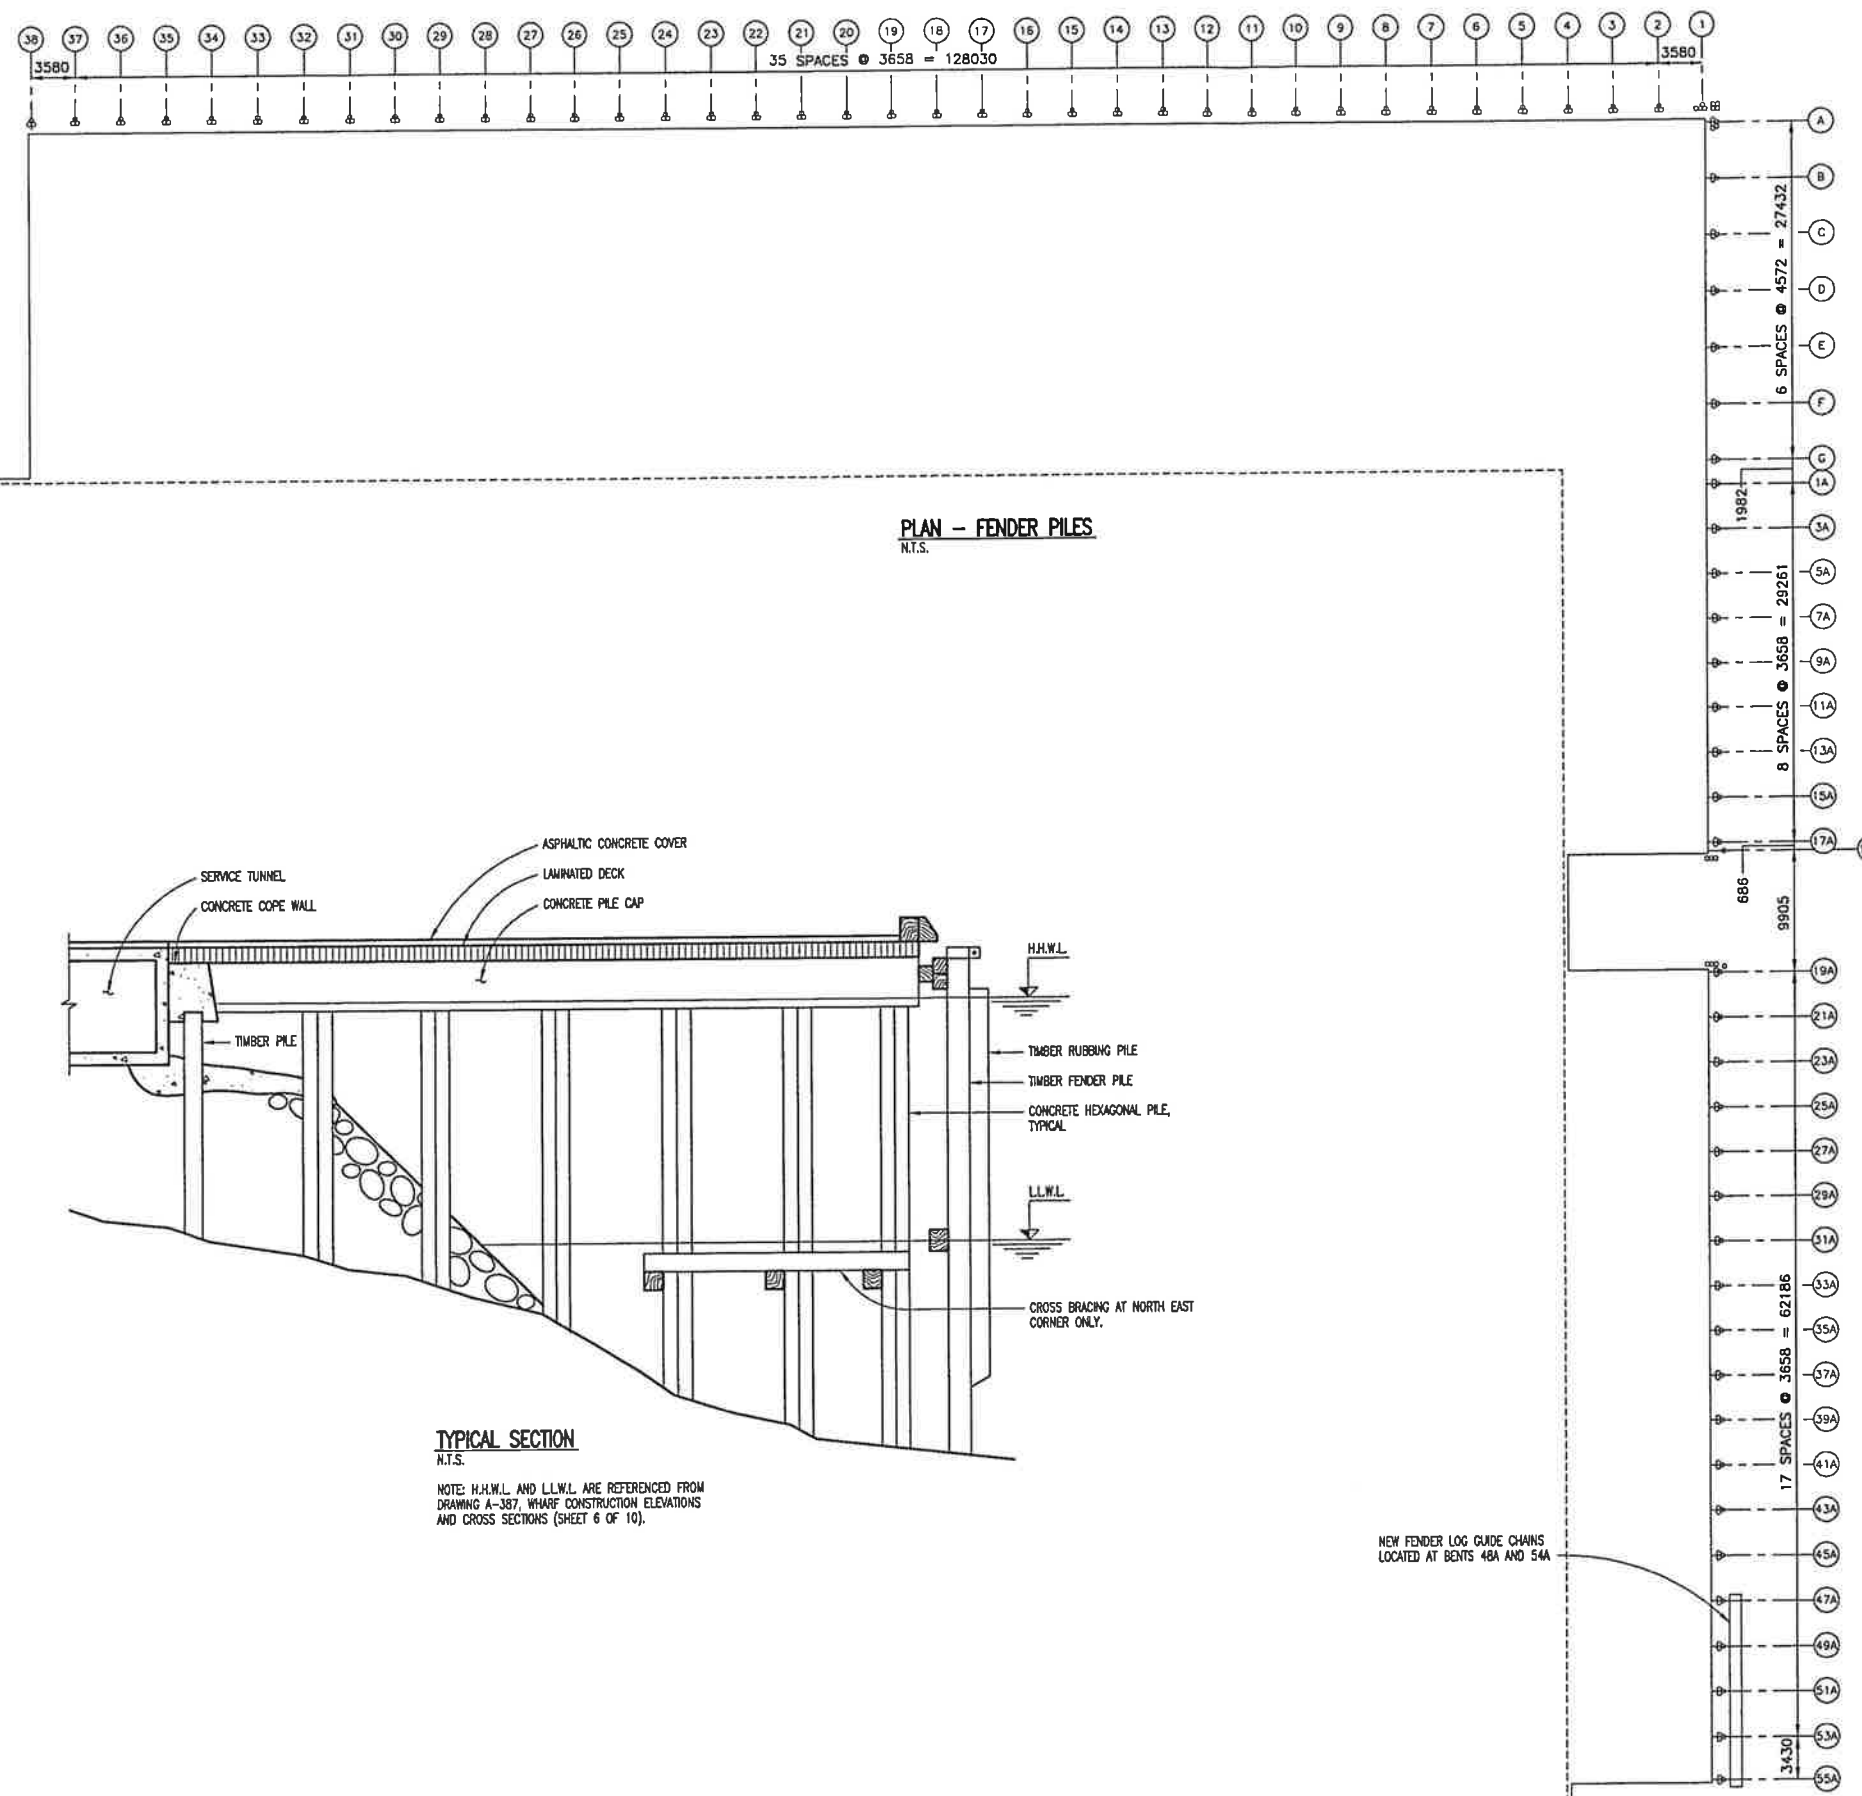 38 37 36 35 34 33 32 31 30 29 28 27 26 25 24 23 22 21 20 19 18 17 16 15 14 13 12 11 10 9 8 7 6 5 4 3 2 1
3580
35 SPACES @ 3658 = 128030
3580
A
B
C
D
E
F
G
6 SPACES @ 4572 = 27432
1982
1A
3A
5A
7A
9A
11A
13A
15A
17A
8 SPACES @ 3658 = 29261
686
9905
19A
21A
23A
25A
27A
29A
31A
33A
35A
37A
39A
41A
43A
45A
47A
49A
51A
53A
55A
17 SPACES @ 3658 = 62186
3430
PLAN - FENDER PILES
N.T.S.
ASPHALTIC CONCRETE COVER
LAMINATED DECK
CONCRETE PILE CAP
SERVICE TUNNEL
CONCRETE COPE WALL
TIMBER PILE
H.H.W.L.
TIMBER RUBBING PILE
TIMBER FENDER PILE
CONCRETE HEXAGONAL PILE,
TYPICAL
L.L.W.L.
CROSS BRACING AT NORTH EAST
CORNER ONLY.
TYPICAL SECTION
N.T.S.
NOTE: H.H.W.L. AND L.L.W.L. ARE REFERENCED FROM
DRAWING A-387, WHARF CONSTRUCTION ELEVATIONS
AND CROSS SECTIONS (SHEET 6 OF 10).
NEW FENDER LOG GUIDE CHAINS
LOCATED AT BENTS 48A AND 54A